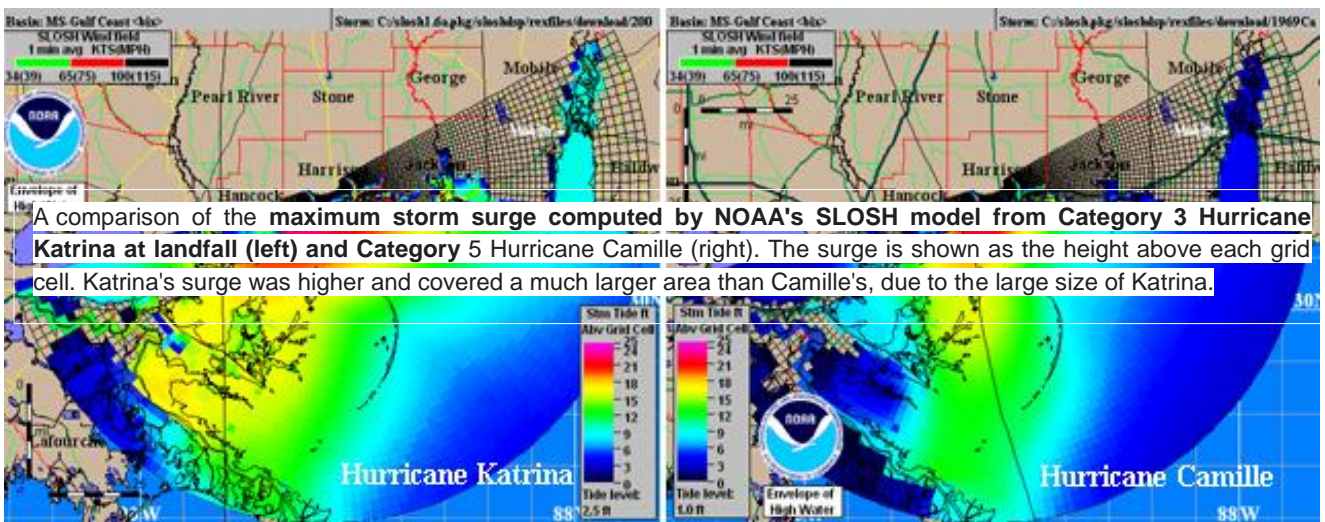 Basin: MS-Gulf Coast <bix>
SLOSH Wind field
1 min avg KTS(MPH)
34(39) 65(75) 100(115)
NOAA
Envelope of
Storm: C:/slosh1.6a.pkg/sloshdsp/rexfiles/download/200
George
Mobile
Pearl River
Stone
Harris
Hancock
Basin: MS-Gulf Coast <bix>
SLOSH Wind field
1 min avg KTS(MPH)
34(39) 65(75) 100(115)
0 25
mi
Storm: C:/slosh.pkg/sloshdsp/rexfiles/download/1969Ca
George
Mobile
Pearl River
Stone
Harrison
Hancock
A comparison of the maximum storm surge computed by NOAA's SLOSH model from Category 3 Hurricane
Katrina at landfall (left) and Category 5 Hurricane Camille (right). The surge is shown as the height above each grid
cell. Katrina's surge was higher and covered a much larger area than Camille's, due to the large size of Katrina.
30N
Stm Tide ft
Abv Grid Cell
24
21
18
15
12
9
6
3
0
Tide level:
2.5 ft
Hurricane Katrina
88
30N
Stm Tide ft
Abv Grid Cell
24
21
18
15
12
9
6
3
0
Tide level:
1.0 ft
NOAA
Envelope of
High Water
Hurricane Camille
88W